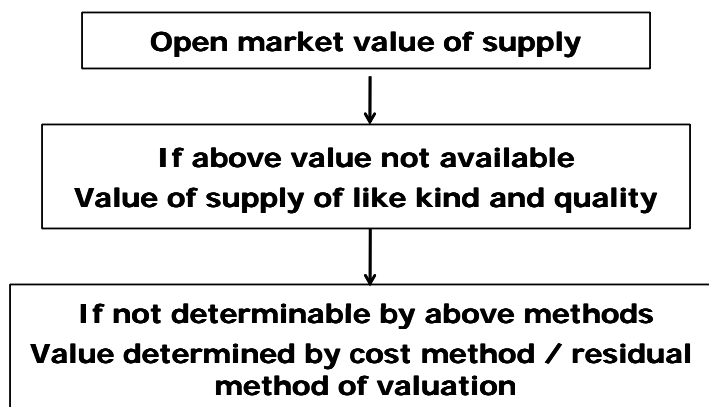 Open market value of supply
If above value not available
Value of supply of like kind and quality
If not determinable by above methods
Value determined by cost method / residual
method of valuation